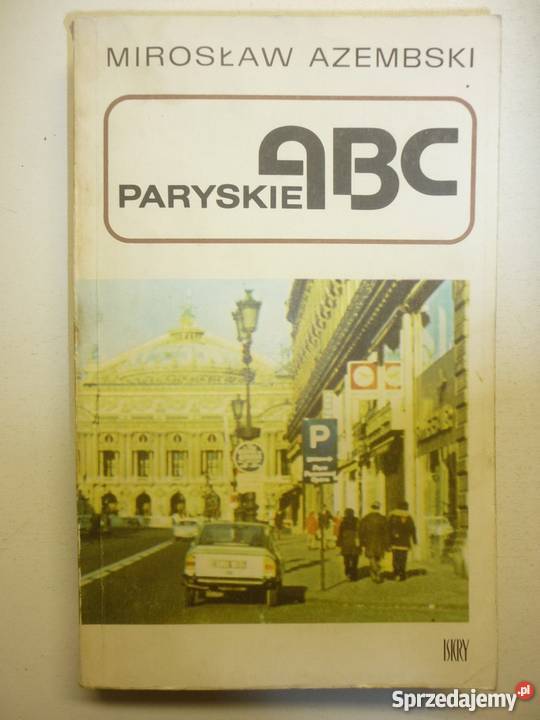 MIROSŁAW AZEMBSKI
PARYSKIE ABC
P
ISKRY
Sprzedajemy.pl